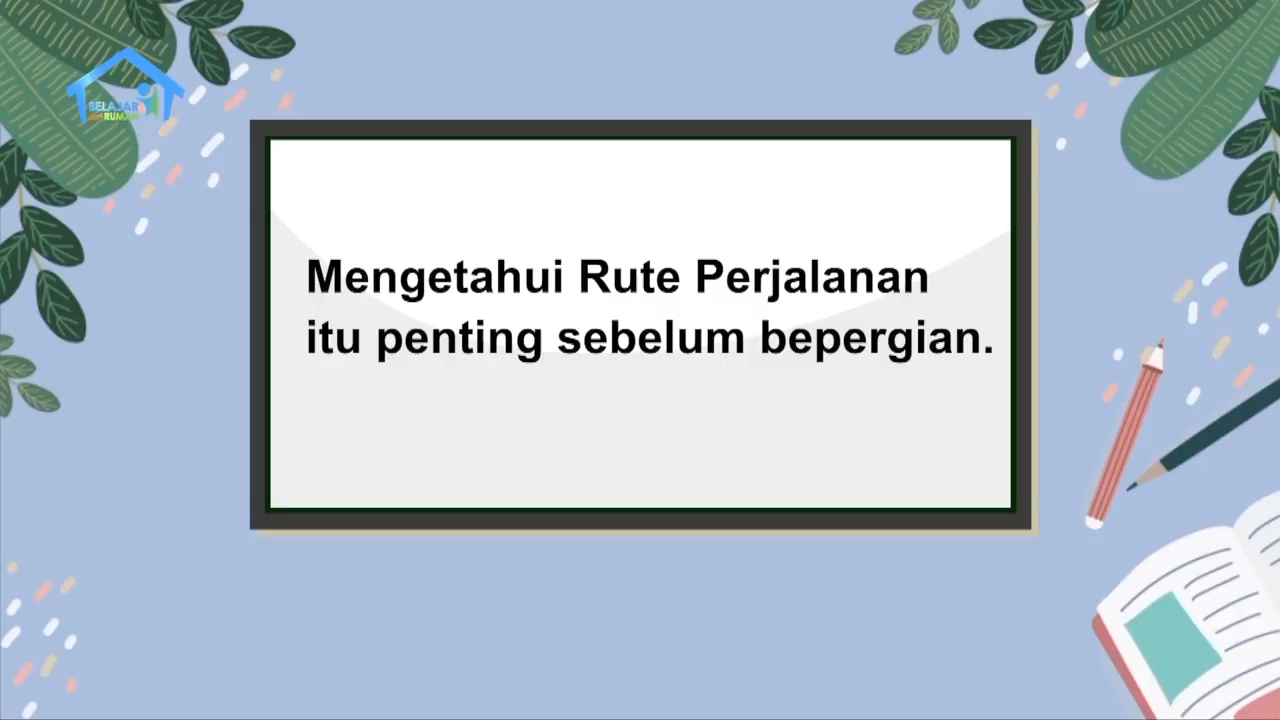 BELAJAR
RUMAH
Mengetahui Rute Perjalanan
itu penting sebelum bepergian.